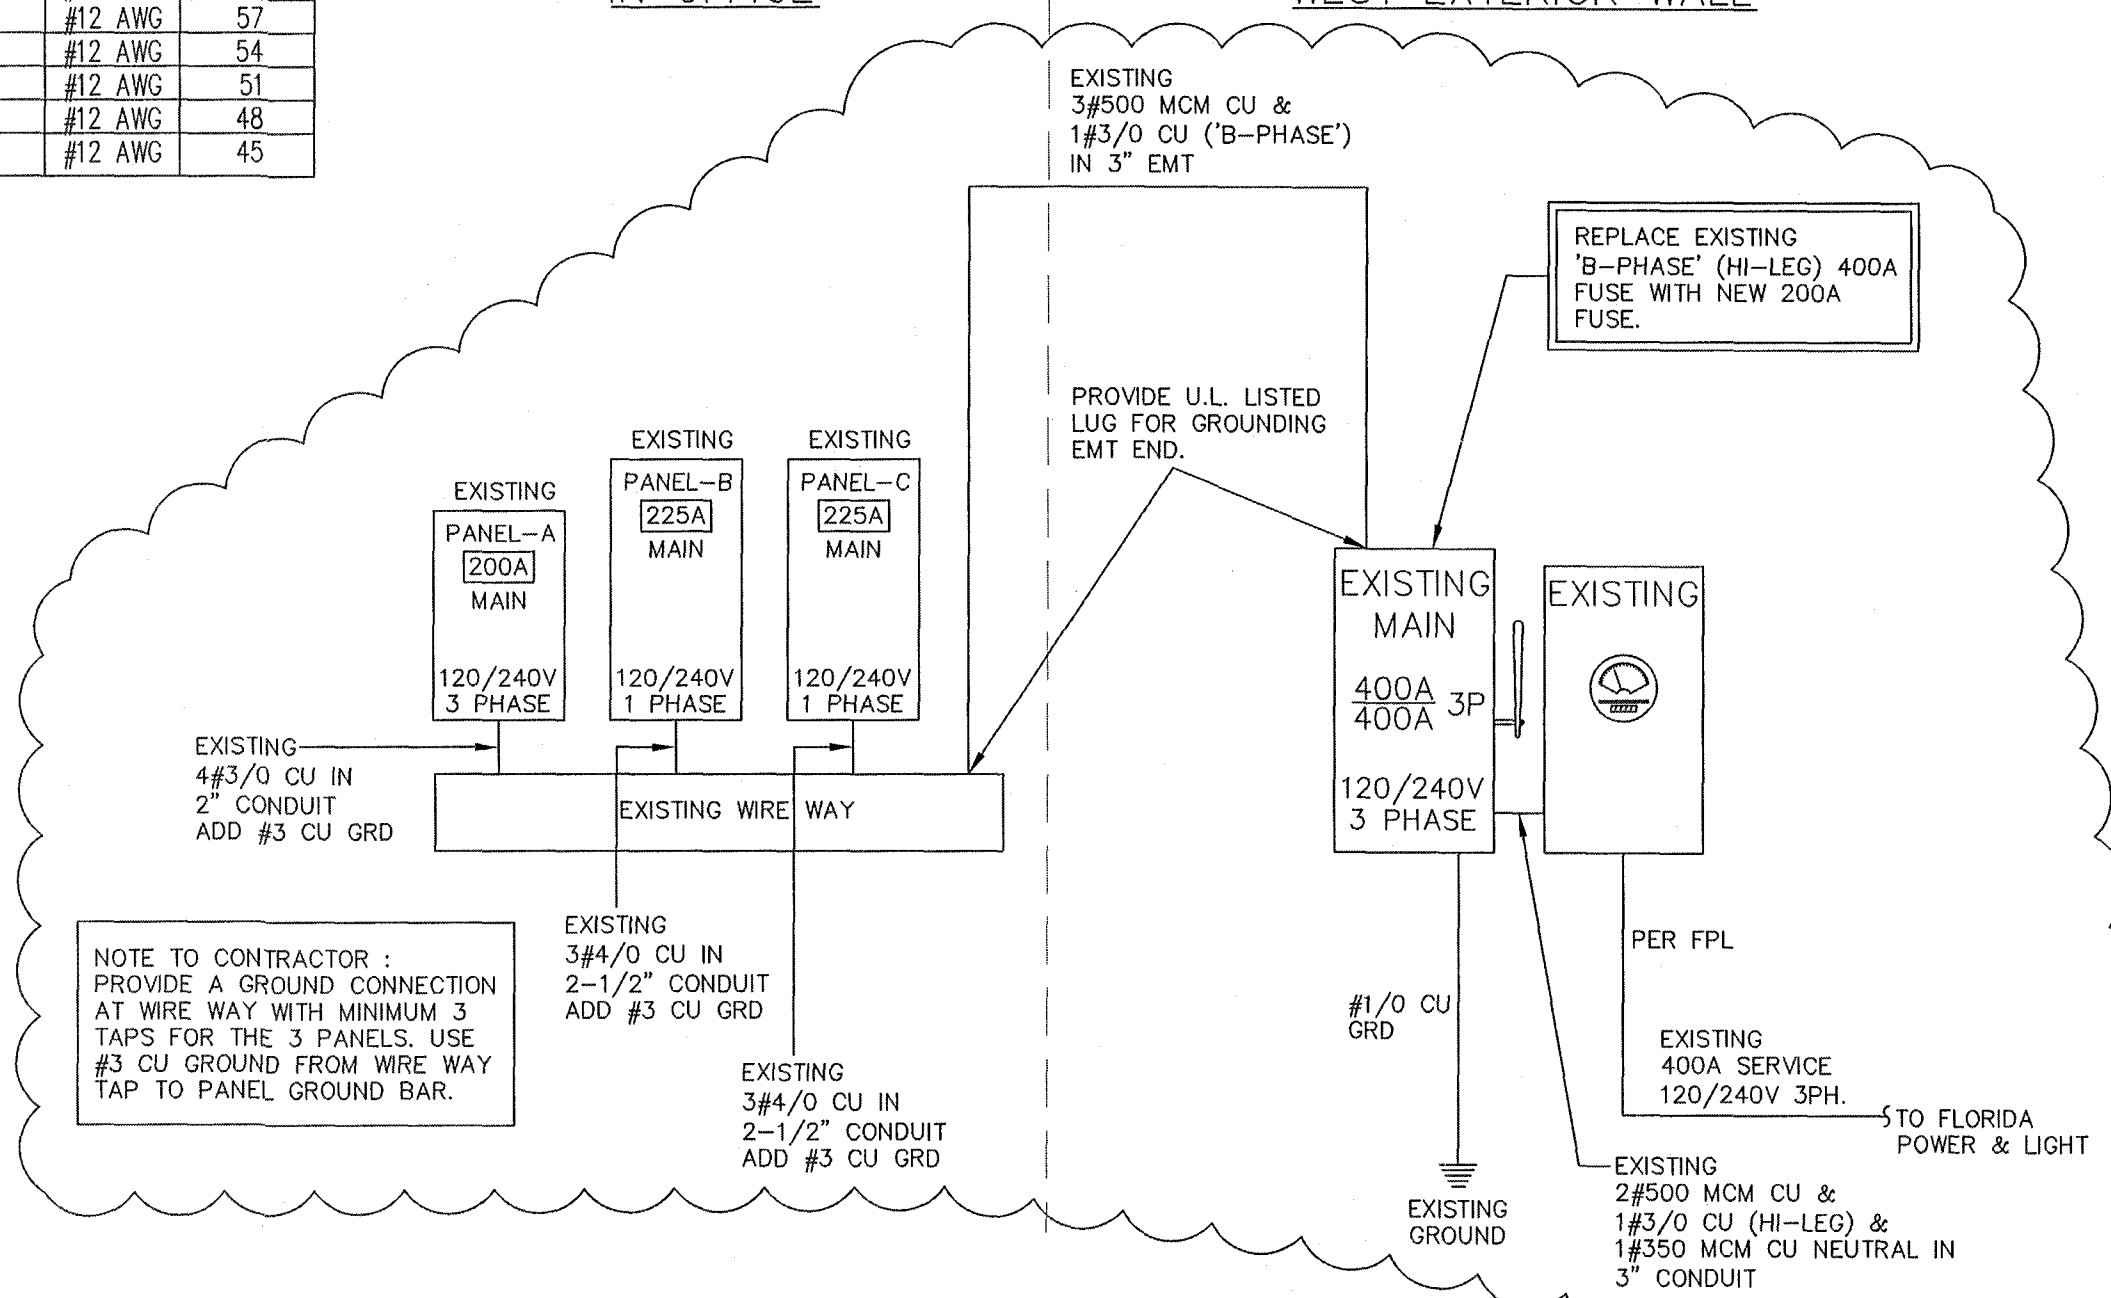 #12 AWG 57
#12 AWG 54
#12 AWG 51
#12 AWG 48
#12 AWG 45
WEST EXTERIOR WALL
EXISTING
3#500 MCM CU &
1#3/0 CU ('B-PHASE')
IN 3" EMT
REPLACE EXISTING
'B-PHASE' (HI-LEG) 400A
FUSE WITH NEW 200A
FUSE.
PROVIDE U.L. LISTED
LUG FOR GROUNDING
EMT END.
EXISTING
PANEL-A
200A
MAIN
120/240V
3 PHASE
EXISTING
PANEL-B
225A
MAIN
120/240V
1 PHASE
EXISTING
PANEL-C
225A
MAIN
120/240V
1 PHASE
EXISTING
MAIN
400A
400A 3P
120/240V
3 PHASE
EXISTING
EXISTING
4#3/0 CU IN
2" CONDUIT
ADD #3 CU GRD
EXISTING WIRE WAY
NOTE TO CONTRACTOR :
PROVIDE A GROUND CONNECTION
AT WIRE WAY WITH MINIMUM 3
TAPS FOR THE 3 PANELS. USE
#3 CU GROUND FROM WIRE WAY
TAP TO PANEL GROUND BAR.
EXISTING
3#4/0 CU IN
2-1/2" CONDUIT
ADD #3 CU GRD
EXISTING
3#4/0 CU IN
2-1/2" CONDUIT
ADD #3 CU GRD
#1/0 CU
GRD
EXISTING
GROUND
PER FPL
EXISTING
400A SERVICE
120/240V 3PH.
TO FLORIDA
POWER & LIGHT
EXISTING
2#500 MCM CU &
1#3/0 CU (HI-LEG) &
1#350 MCM CU NEUTRAL IN
3" CONDUIT